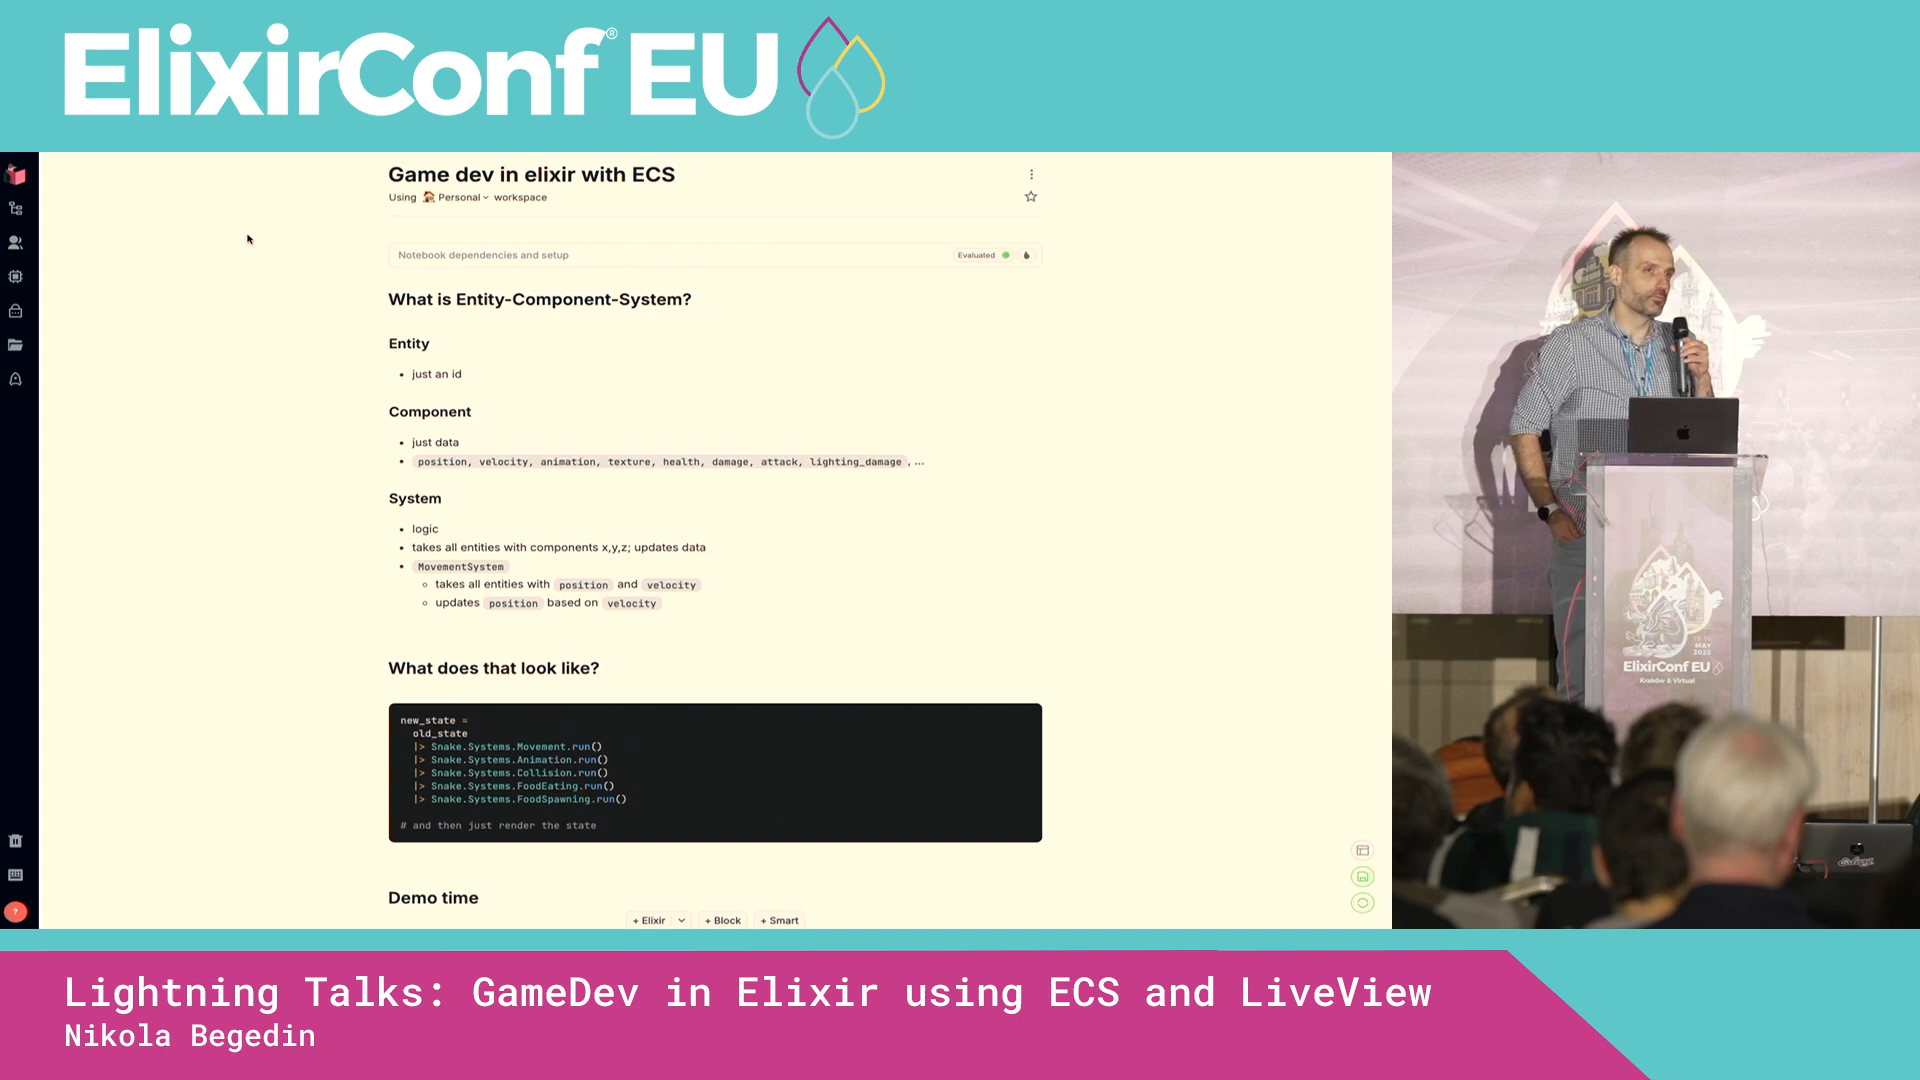 ElixirConf® EU
Game dev in elixir with ECS
Using Personal workspace
Notebook dependencies and setup
Evaluated
What is Entity-Component-System?
Entity
• just an id
Component
• just data
• position, velocity, animation, texture, health, damage, attack, lighting_damage , ...
System
• logic
• takes all entities with components x,y,z; updates data
• MovementSystem
◦ takes all entities with position and velocity
◦ updates position based on velocity
What does that look like?
new_state =
old_state
|> Snake.Systems.Movement.run()
|> Snake.Systems.Animation.run()
|> Snake.Systems.Collision.run()
|> Snake.Systems.FoodEating.run()
|> Snake.Systems.FoodSpawning.run()
# and then just render the state
Demo time
+ Elixir + Block + Smart
?
MAY
2025
ElixirConf EU
Kraków & Virtual
Lightning Talks: GameDev in Elixir using ECS and LiveView
Nikola Begedin